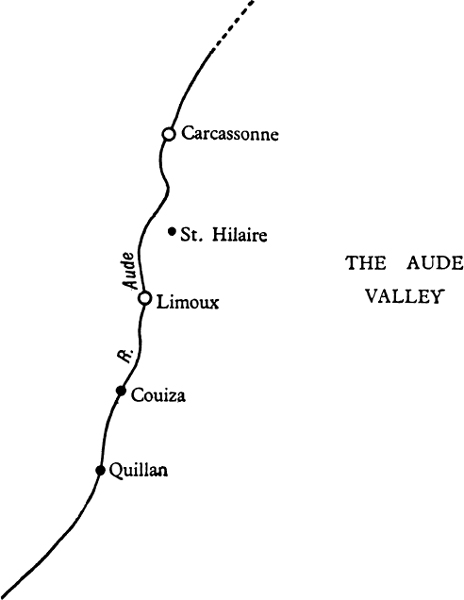 Carcassonne
St. Hilaire
THE AUDE
VALLEY
R. Aude
Limoux
Couiza
Quillan